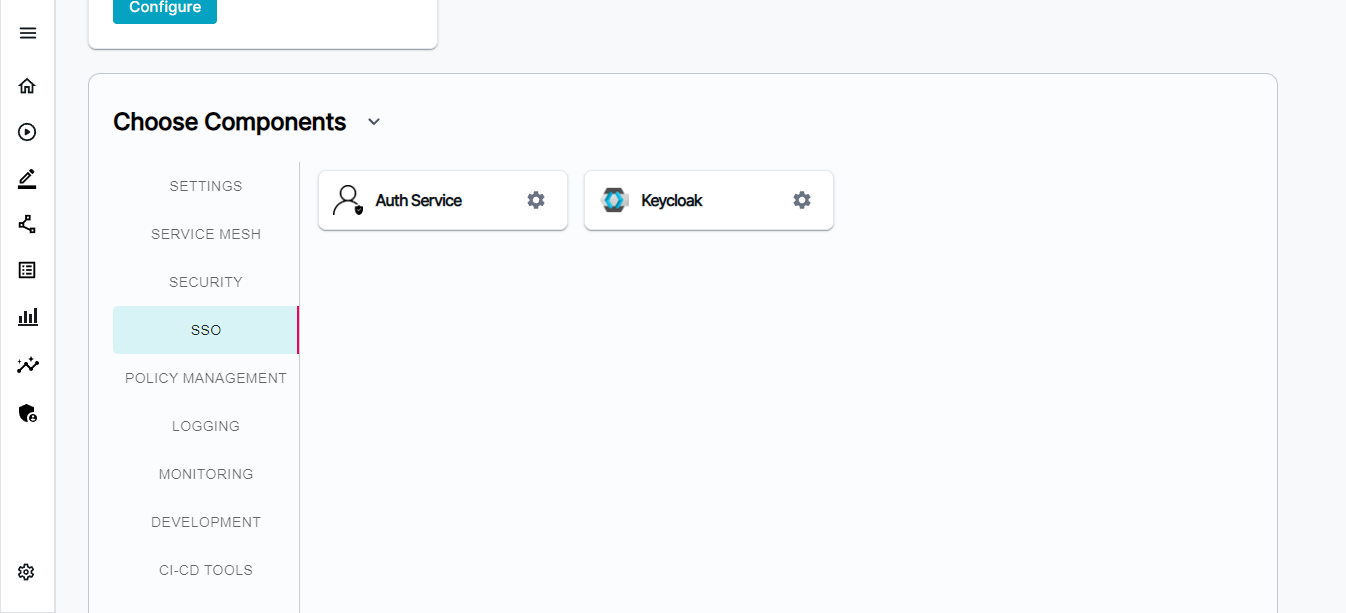 Configure
Choose Components
SETTINGS
SERVICE MESH
SECURITY
SSO
POLICY MANAGEMENT
LOGGING
MONITORING
DEVELOPMENT
CI-CD TOOLS
Auth Service
Keycloak